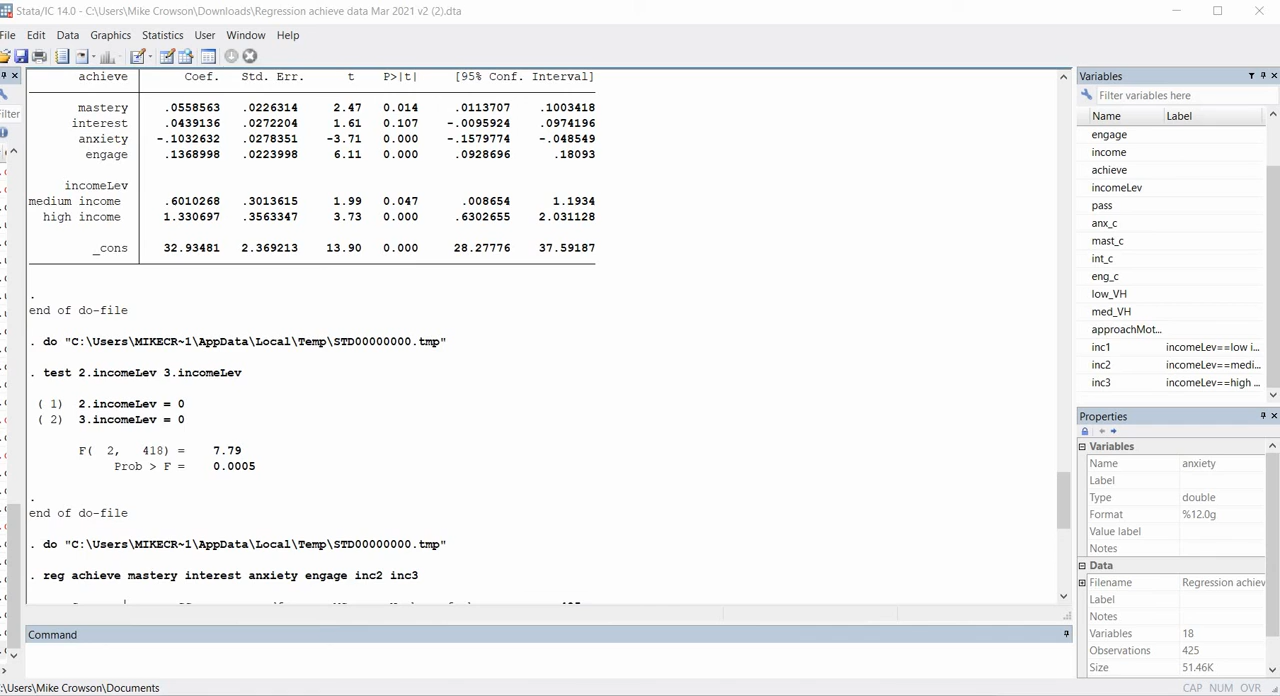 Stata/IC 14.0 - C:\Users\Mike Crowson\Downloads\Regression achieve data Mar 2021 v2 (2).dta
File Edit Data Graphics Statistics User Window Help
achieve Coef. Std. Err. t P>|t| [95% Conf. Interval]
mastery .0558563 .0226314 2.47 0.014 .0113707 .1003418
interest .0439136 .0272204 1.61 0.107 -.0095924 .0974196
anxiety -.1032632 .0278351 -3.71 0.000 -.1579774 -.048549
engage .1368998 .0223998 6.11 0.000 .0928696 .18093
incomeLev
medium income .6010268 .3013615 1.99 0.047 .008654 1.1934
high income 1.330697 .3563347 3.73 0.000 .6302655 2.031128
_cons 32.93481 2.369213 13.90 0.000 28.27776 37.59187
.
end of do-file
. do "C:\Users\MIKECR~1\AppData\Local\Temp\STD00000000.tmp"
. test 2.incomeLev 3.incomeLev
( 1) 2.incomeLev = 0
( 2) 3.incomeLev = 0
F( 2, 418) = 7.79
Prob > F = 0.0005
.
end of do-file
. do "C:\Users\MIKECR~1\AppData\Local\Temp\STD00000000.tmp"
. reg achieve mastery interest anxiety engage inc2 inc3
Command
:\Users\Mike Crowson\Documents
Filter
Variables
Filter variables here
Name Label
engage
income
achieve
incomeLev
pass
anx_c
mast_c
int_c
eng_c
low_VH
med_VH
approachMot...
inc1 incomeLev==low i...
inc2 incomeLev==medi...
inc3 incomeLev==high ...
Properties
Variables
Name anxiety
Label
Type double
Format %12.0g
Value label
Notes
Data
Filename Regression achiev
Label
Notes
Variables 18
Observations 425
Size 51.46K
CAP NUM OVR